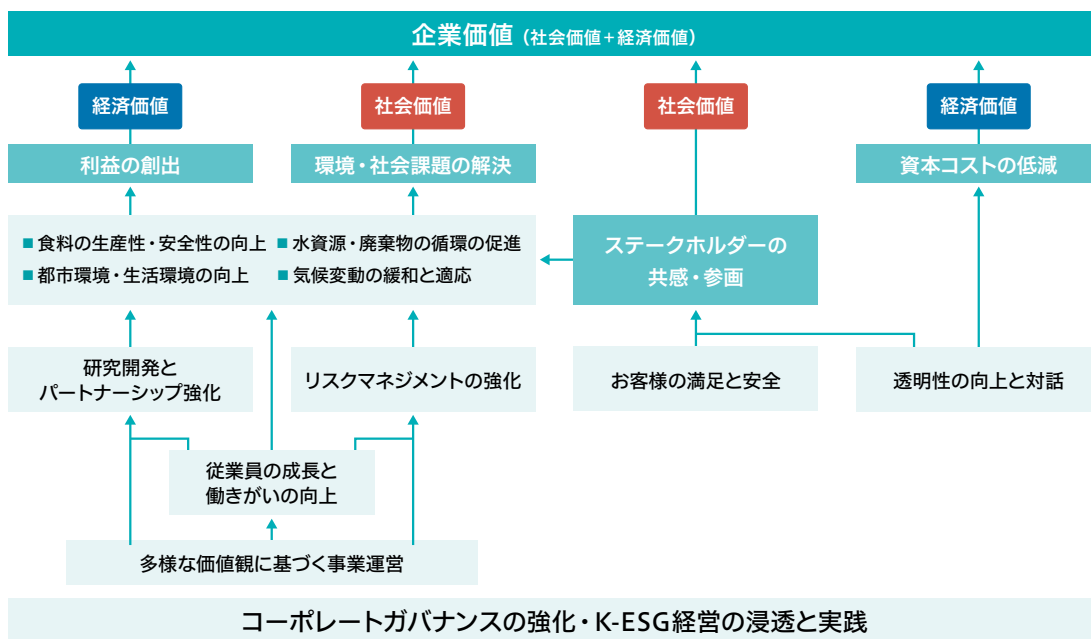 企業価値（社会価値＋経済価値）
経済価値
社会価値
社会価値
経済価値
利益の創出
環境・社会課題の解決
資本コストの低減
■ 食料の生産性・安全性の向上
■ 水資源・廃棄物の循環の促進
■ 都市環境・生活環境の向上
■ 気候変動の緩和と適応
ステークホルダーの
共感・参画
研究開発と
パートナーシップ強化
リスクマネジメントの強化
お客様の満足と安全
透明性の向上と対話
従業員の成長と
働きがいの向上
多様な価値観に基づく事業運営
コーポレートガバナンスの強化・K-ESG経営の浸透と実践